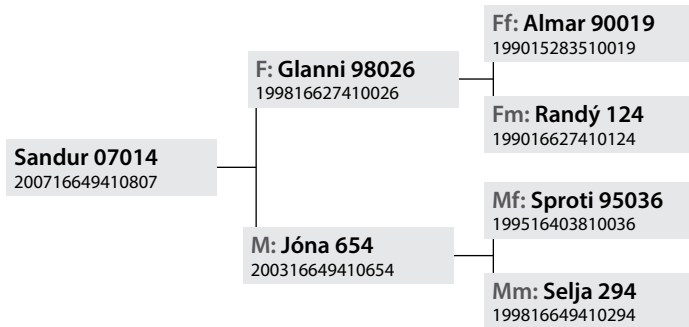 Ff: Almar 90019
199015283510019
F: Glanni 98026
199816627410026
Fm: Randý 124
199016627410124
Sandur 07014
200716649410807
Mf: Sproti 95036
199516403810036
M: Jóna 654
200316649410654
Mm: Selja 294
199816649410294